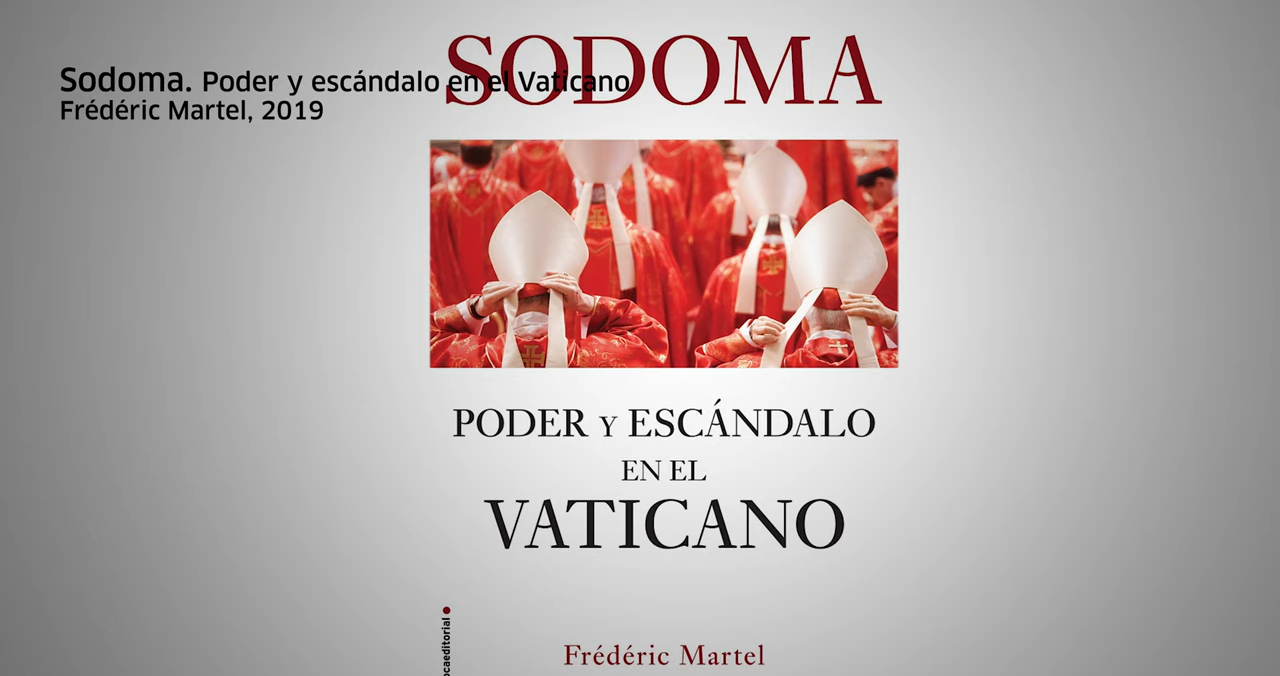 Sodoma. Poder y escándalo en el Vaticano
Frédéric Martel, 2019
SODOMA
PODER Y ESCÁNDALO
EN EL
VATICANO
Frédéric Martel